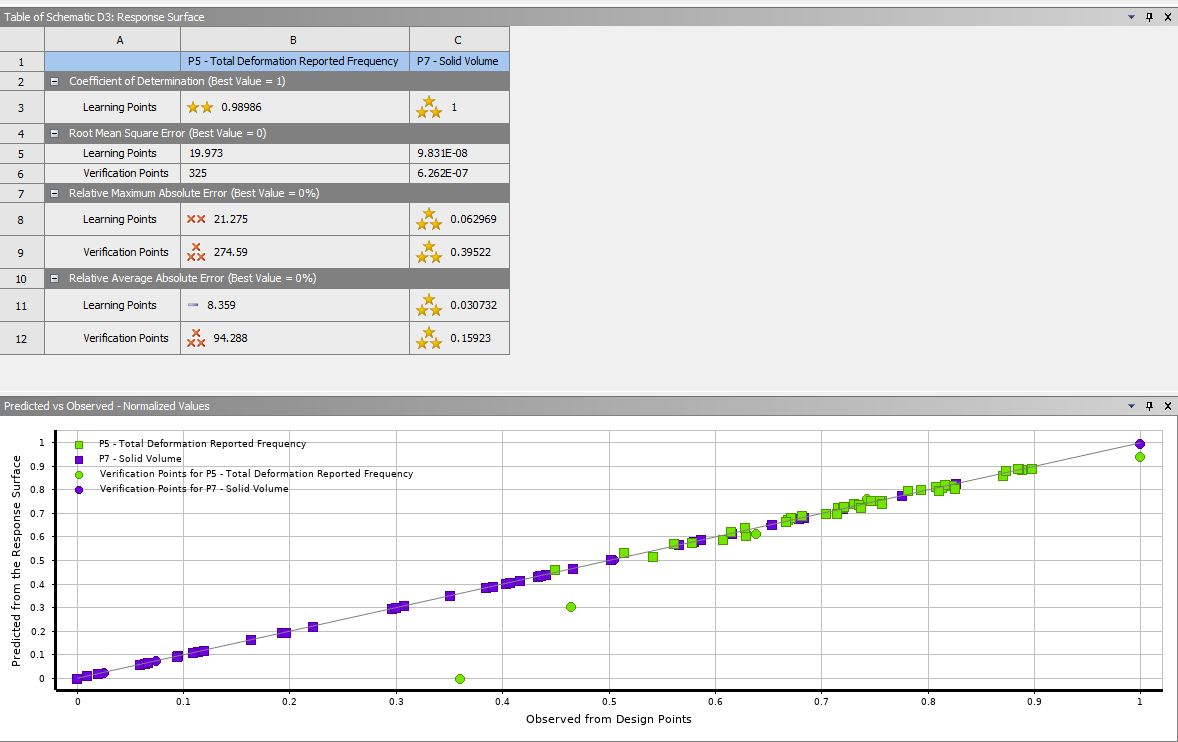 Table of Schematic D3: Response Surface
A B C
1 P5 - Total Deformation Reported Frequency P7 - Solid Volume
2 Coefficient of Determination (Best Value = 1)
3 Learning Points 0.98986 1
4 Root Mean Square Error (Best Value = 0)
5 Learning Points 19.973 9.831E-08
6 Verification Points 325 6.262E-07
7 Relative Maximum Absolute Error (Best Value = 0%)
8 Learning Points 21.275 0.062969
9 Verification Points 274.59 0.39522
10 Relative Average Absolute Error (Best Value = 0%)
11 Learning Points 8.359 0.030732
12 Verification Points 94.288 0.15923
Predicted vs Observed - Normalized Values
P5 - Total Deformation Reported Frequency
P7 - Solid Volume
Verification Points for P5 - Total Deformation Reported Frequency
Verification Points for P7 - Solid Volume
Predicted from the Response Surface
1
0.9
0.8
0.7
0.6
0.5
0.4
0.3
0.2
0.1
0
0 0.1 0.2 0.3 0.4 0.5 0.6 0.7 0.8 0.9 1
Observed from Design Points